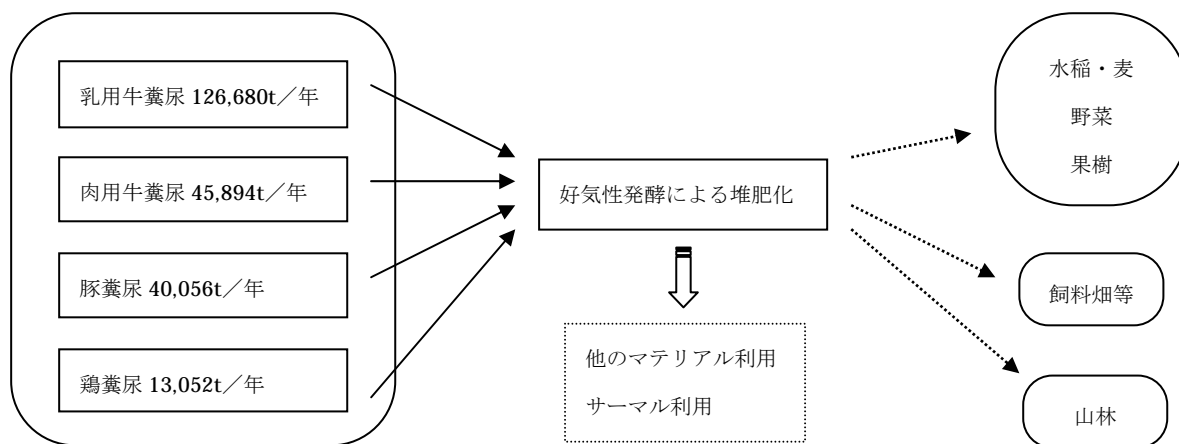 乳用牛糞尿 126,680t／年
肉用牛糞尿 45,894t／年
豚糞尿 40,056t／年
鶏糞尿 13,052t／年
好気性発酵による堆肥化
他のマテリアル利用
サーマル利用
水稲・麦
野菜
果樹
飼料畑等
山林